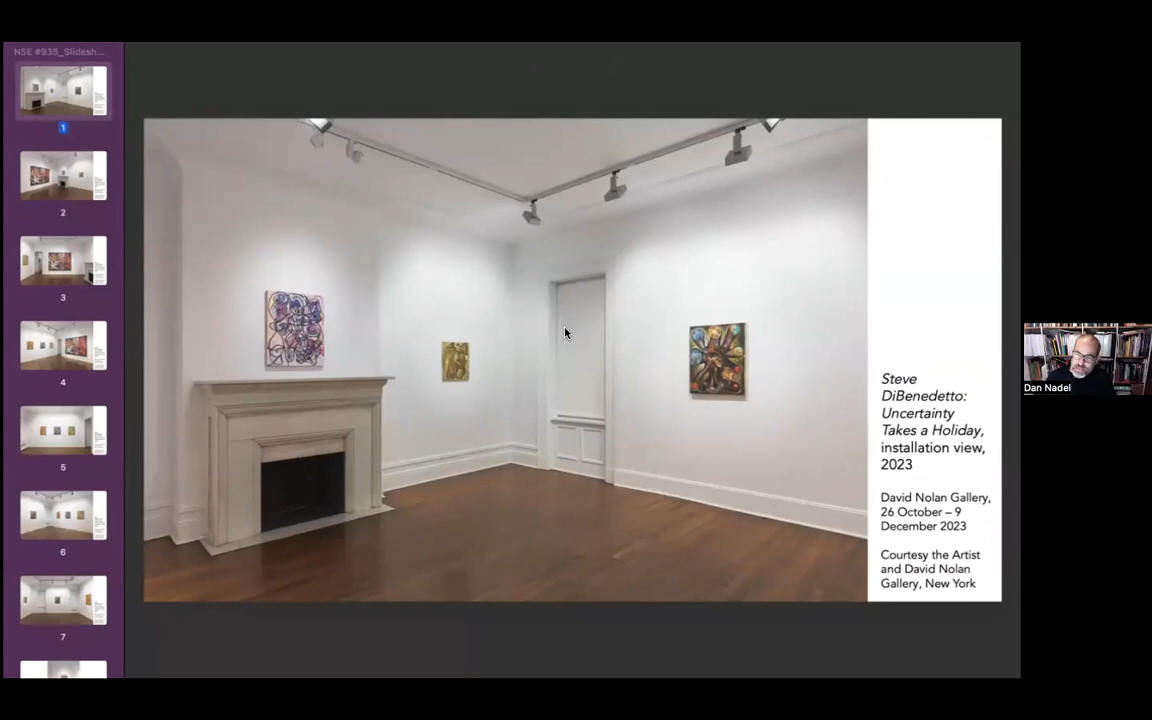 NSE #935_Slidesh...
1
2
3
4
5
6
7
Steve
DiBenedetto:
Uncertainty
Takes a Holiday,
installation view,
2023
David Nolan Gallery,
26 October – 9
December 2023
Courtesy the Artist
and David Nolan
Gallery, New York
Dan Nadel